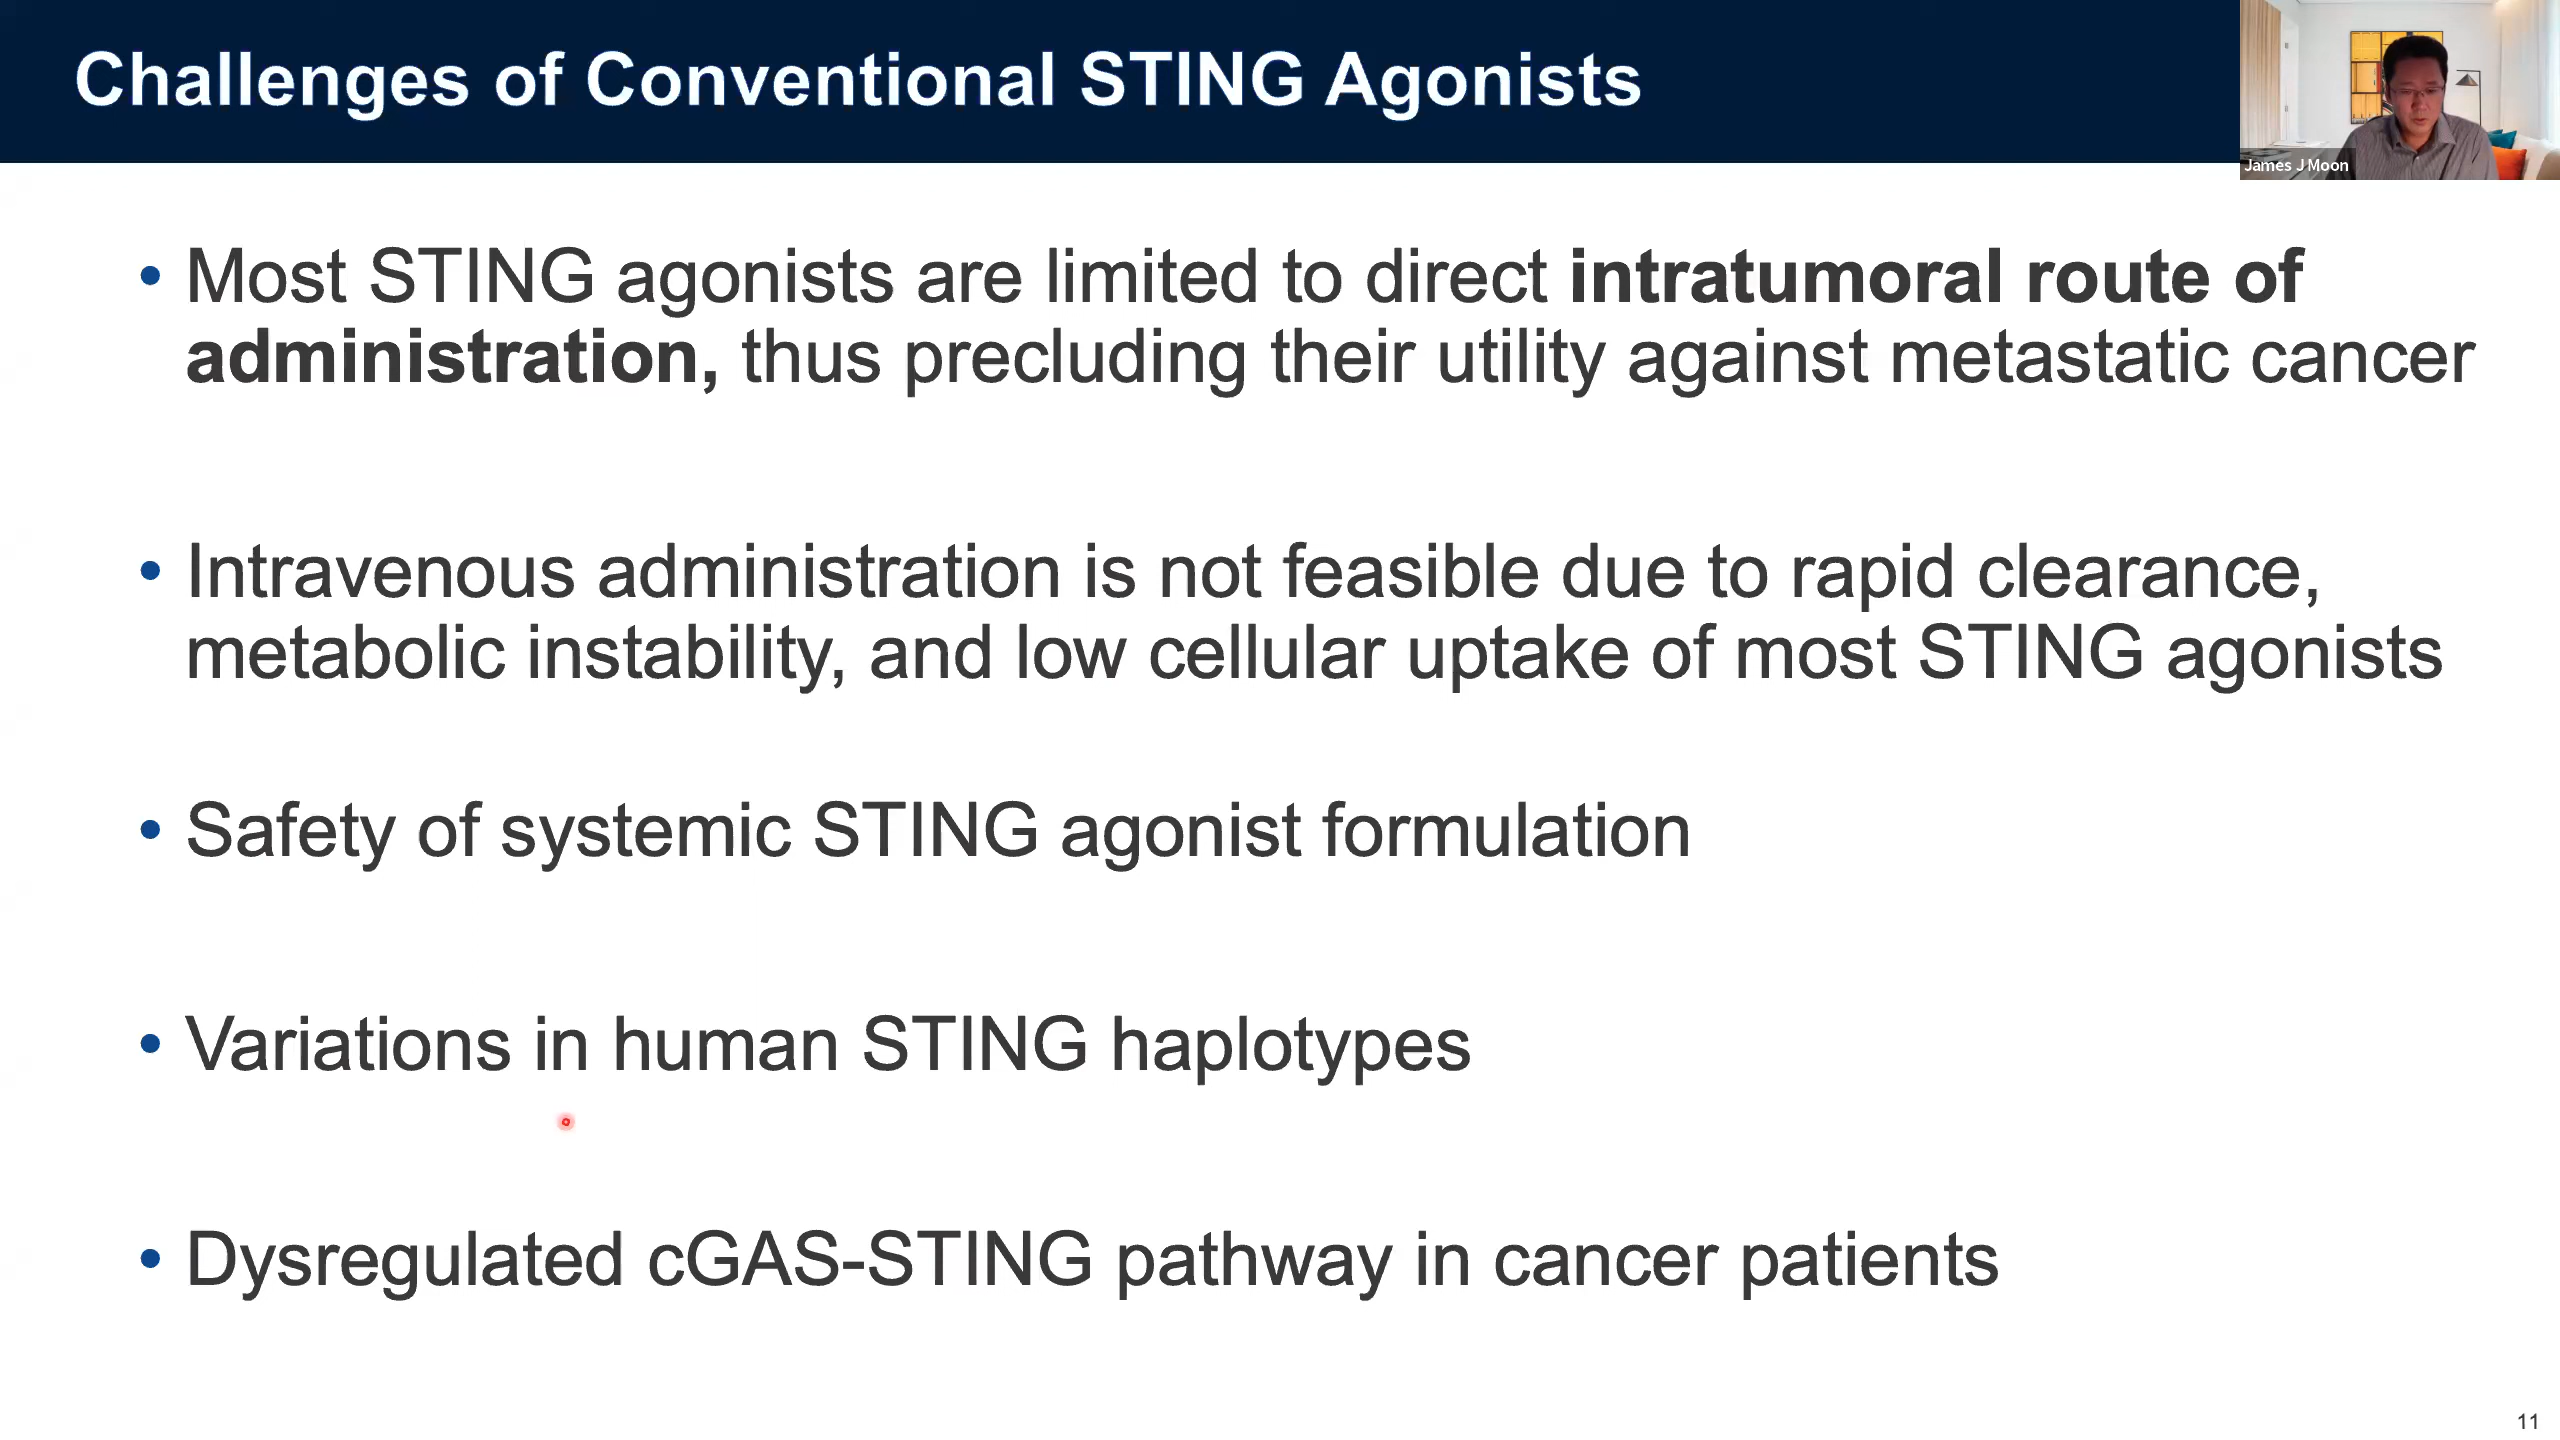 Challenges of Conventional STING Agonists
James J Moon
• Most STING agonists are limited to direct intratumoral route of
administration, thus precluding their utility against metastatic cancer
• Intravenous administration is not feasible due to rapid clearance,
metabolic instability, and low cellular uptake of most STING agonists
• Safety of systemic STING agonist formulation
• Variations in human STING haplotypes
• Dysregulated cGAS-STING pathway in cancer patients
11